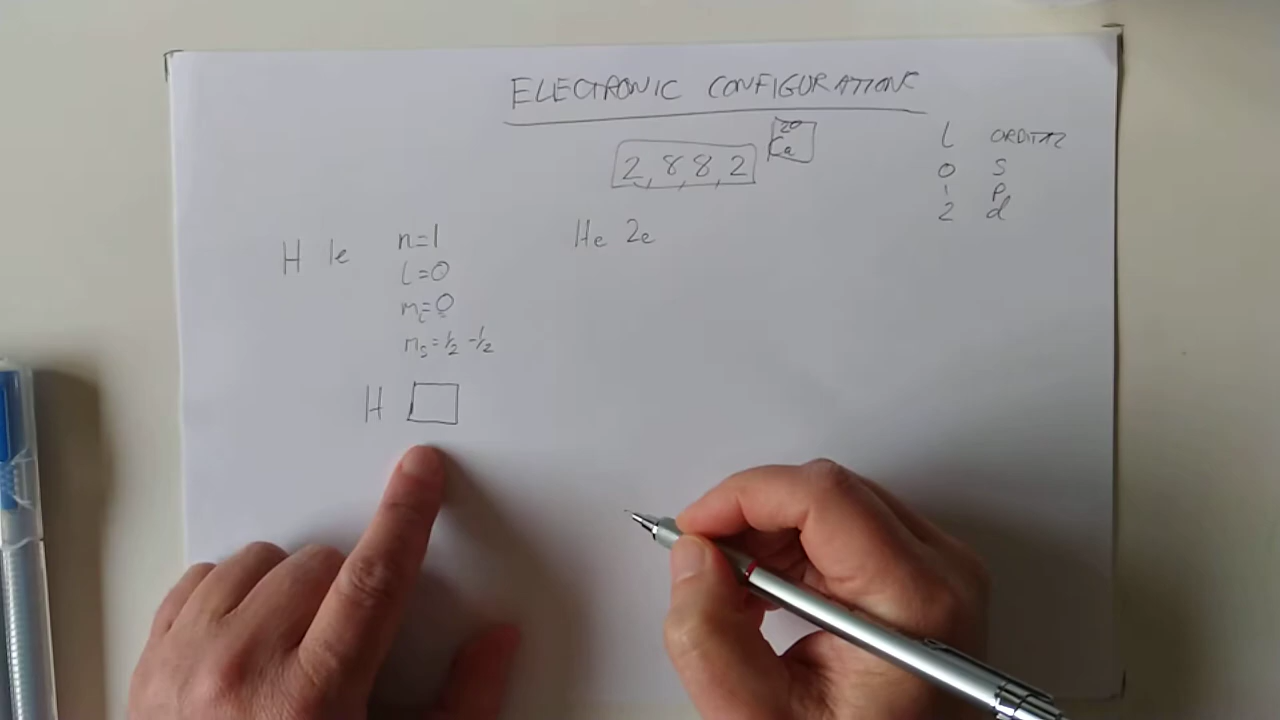 ELECTRONIC CONFIGURATIONS
20
Ca
2,8,8,2
L ORBITAL
0 S
1 P
2 d
H 1e
n=1
l=0
mL=0
ms=1/2 -1/2
He 2e
H